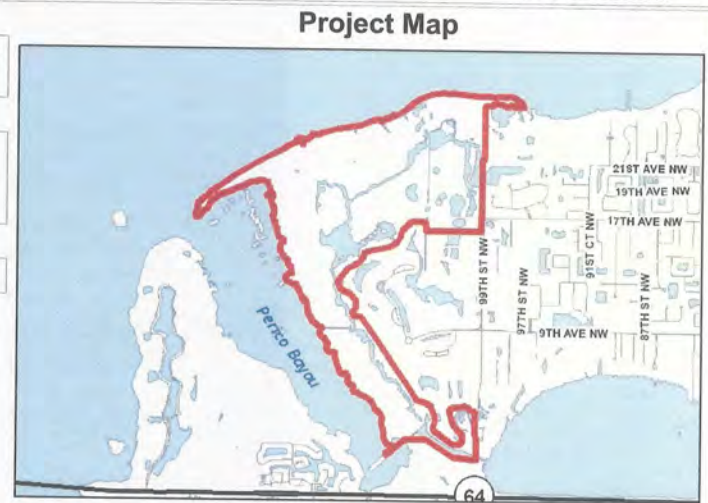 Project Map
21ST AVE NW
19TH AVE NW
17TH AVE NW
91ST CT NW
99TH ST NW
97TH ST NW
87TH ST NW
9TH AVE NW
Perico Bayou
64